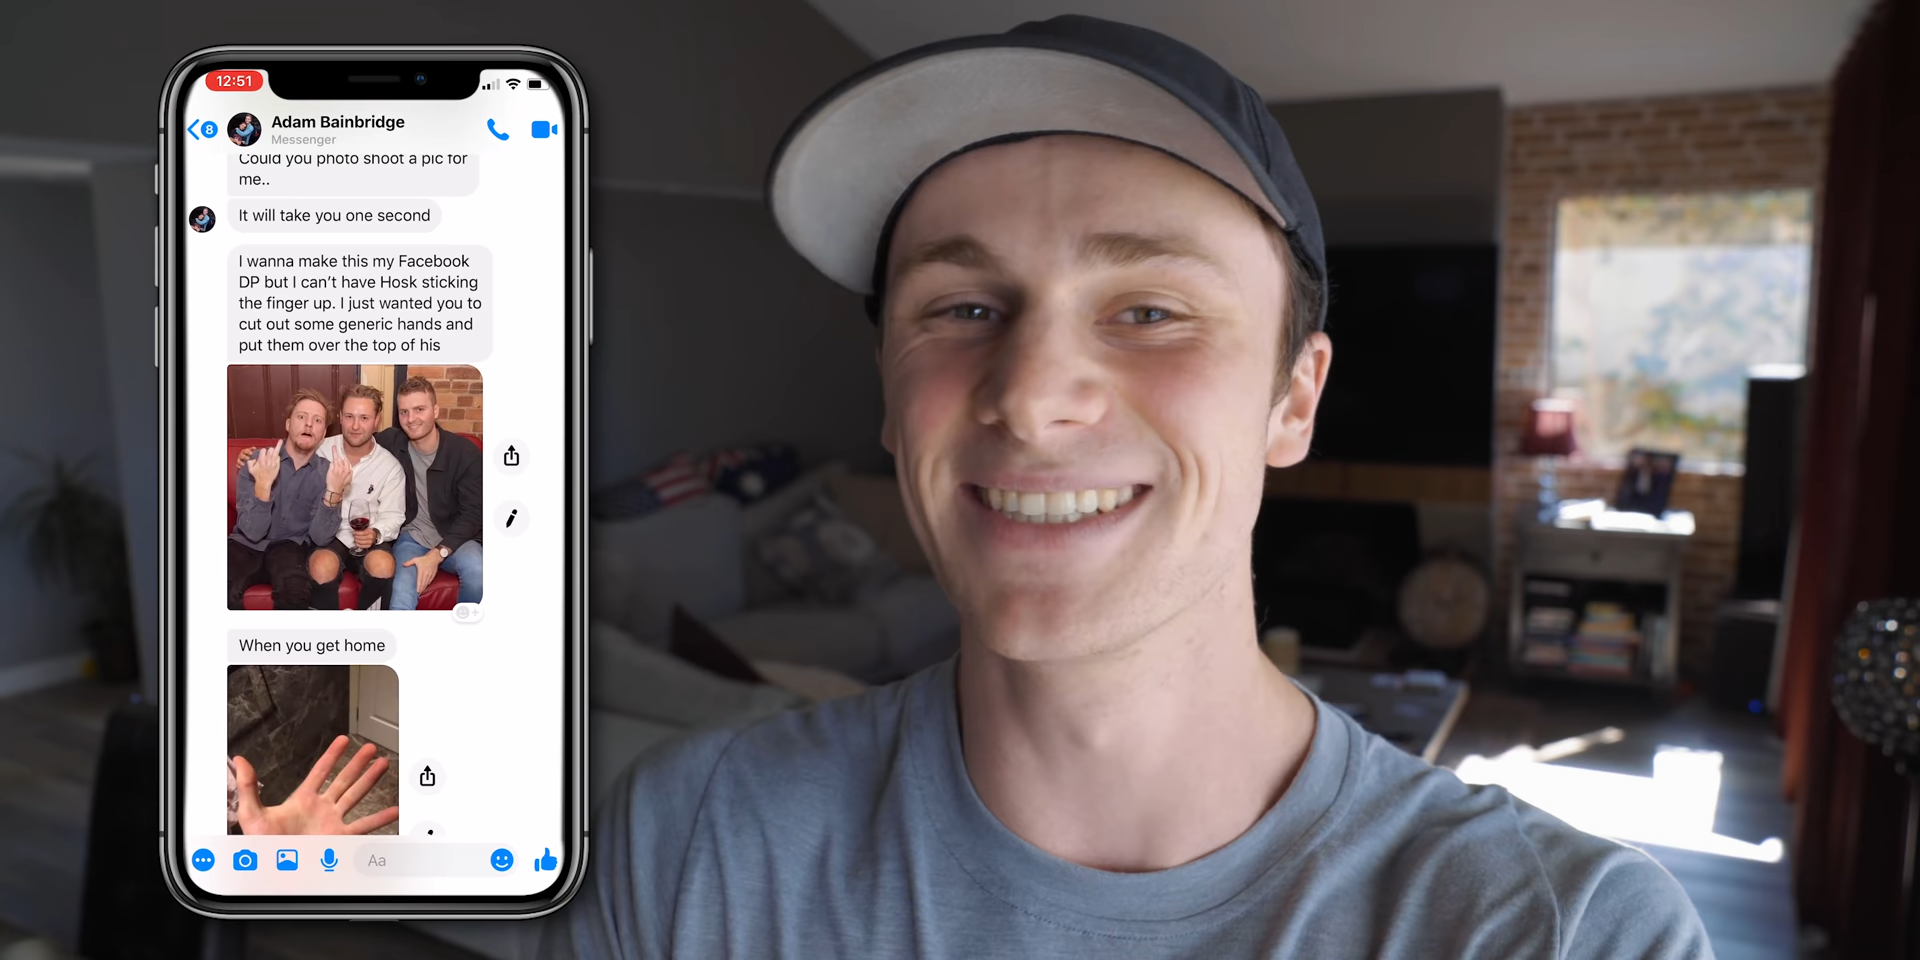 12:51
8
Adam Bainbridge
Messenger
Could you photo shoot a pic for
me..
It will take you one second
I wanna make this my Facebook
DP but I can’t have Hosk sticking
the finger up. I just wanted you to
cut out some generic hands and
put them over the top of his
When you get home
Aa